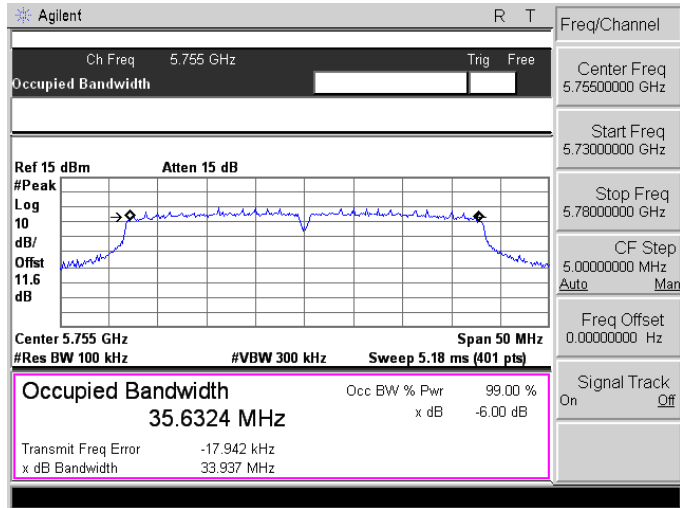 Agilent R T
Ch Freq 5.755 GHz Trig Free
Occupied Bandwidth
Ref 15 dBm Atten 15 dB
#Peak
Log
10
dB/
Offst
11.6
dB
Center 5.755 GHz Span 50 MHz
#Res BW 100 kHz #VBW 300 kHz Sweep 5.18 ms (401 pts)
Occupied Bandwidth Occ BW % Pwr 99.00 %
35.6324 MHz x dB -6.00 dB
Transmit Freq Error -17.942 kHz
x dB Bandwidth 33.937 MHz
Freq/Channel
Center Freq
5.75500000 GHz
Start Freq
5.73000000 GHz
Stop Freq
5.78000000 GHz
CF Step
5.00000000 MHz
Auto Man
Freq Offset
0.00000000 Hz
Signal Track
On Off